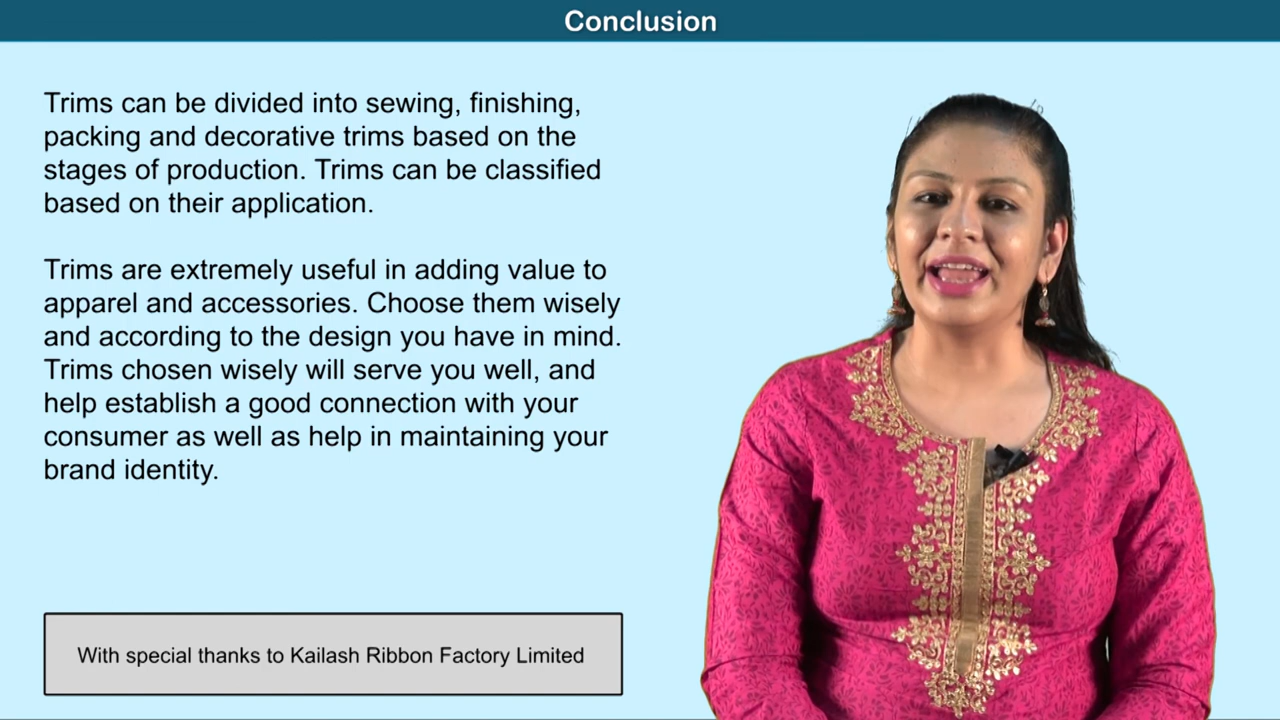 Conclusion
Trims can be divided into sewing, finishing,
packing and decorative trims based on the
stages of production. Trims can be classified
based on their application.
Trims are extremely useful in adding value to
apparel and accessories. Choose them wisely
and according to the design you have in mind.
Trims chosen wisely will serve you well, and
help establish a good connection with your
consumer as well as help in maintaining your
brand identity.
With special thanks to Kailash Ribbon Factory Limited